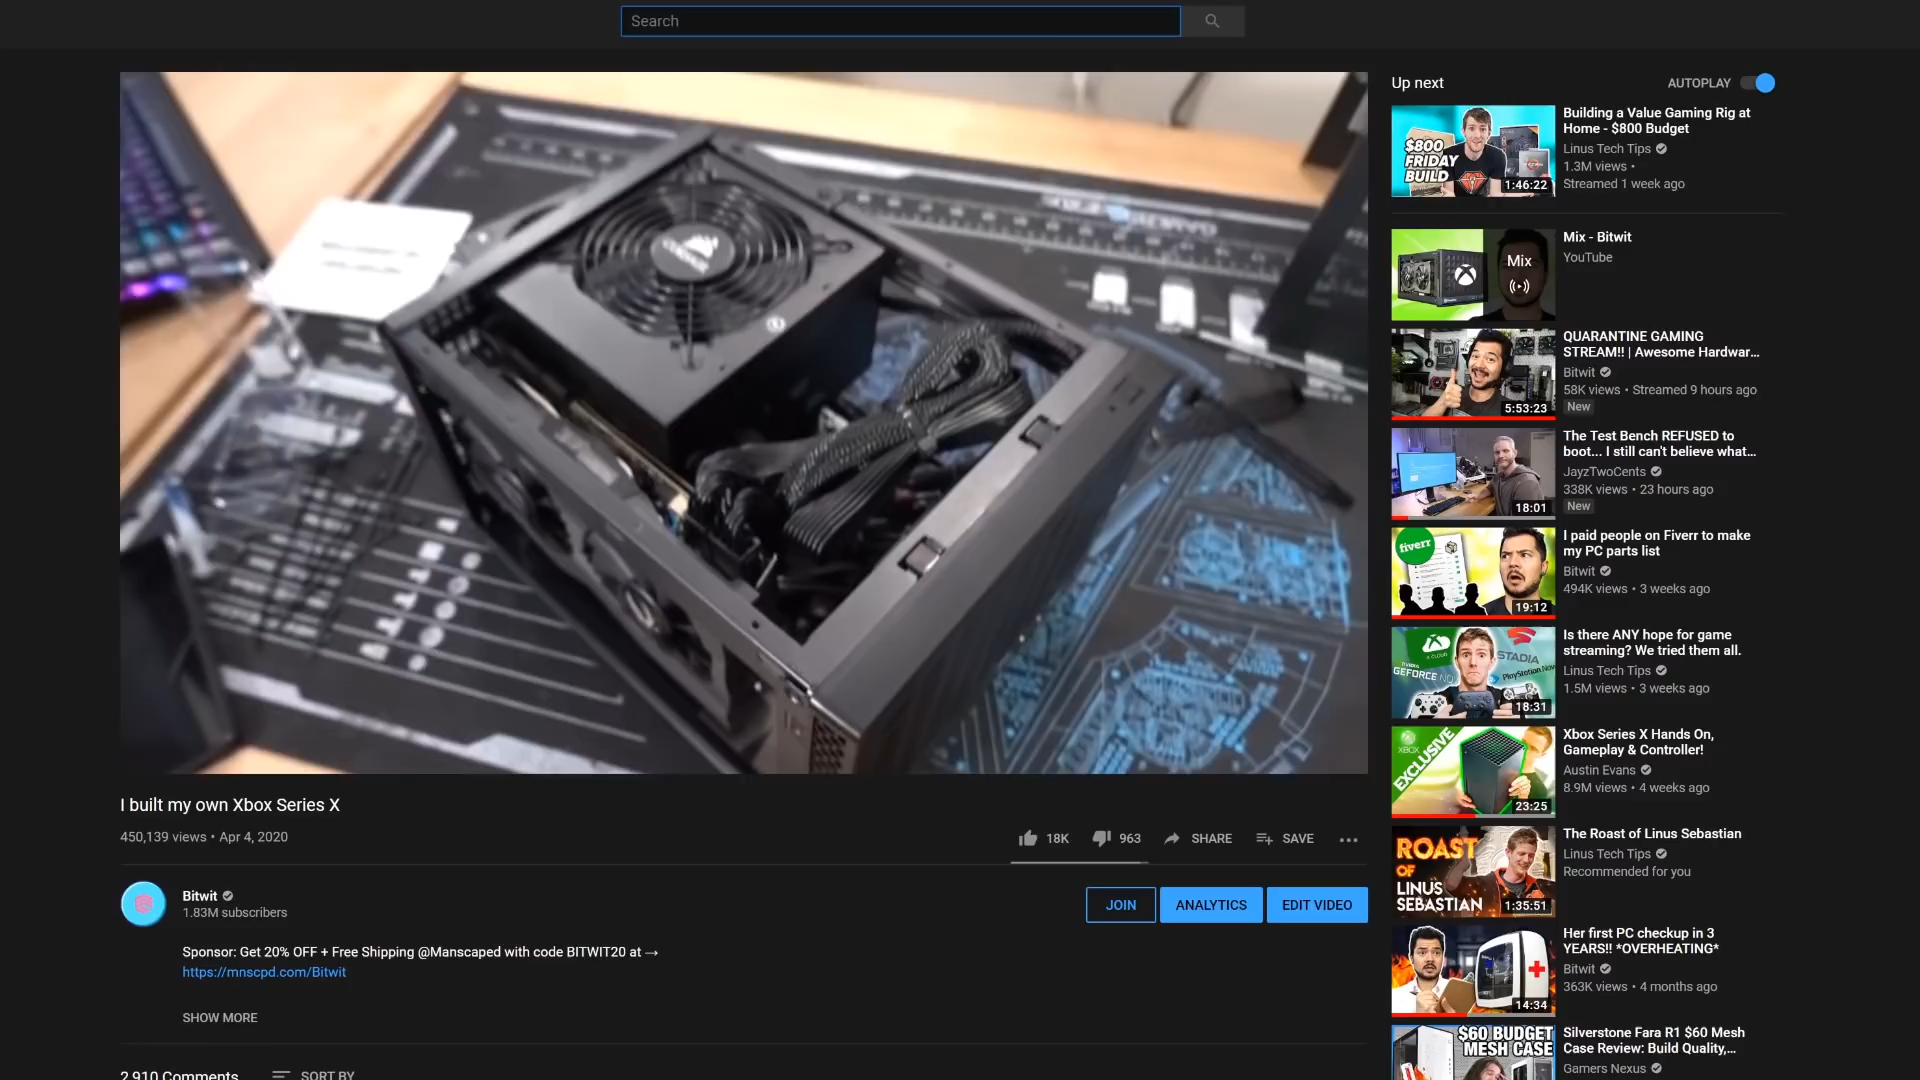 Search
I built my own Xbox Series X
450,139 views • Apr 4, 2020
18K
963
SHARE
SAVE
Bitwit
1.83M subscribers
JOIN
ANALYTICS
EDIT VIDEO
Sponsor: Get 20% OFF + Free Shipping @Manscaped with code BITWIT20 at →
https://mnscpd.com/Bitwit
SHOW MORE
2,910 Comments
SORT BY
Up next
AUTOPLAY
$800
FRIDAY
BUILD
1:46:22
Building a Value Gaming Rig at
Home - $800 Budget
Linus Tech Tips
1.3M views •
Streamed 1 week ago
Mix
Mix - Bitwit
YouTube
5:53:23
QUARANTINE GAMING
STREAM!! | Awesome Hardwar...
Bitwit
58K views • Streamed 9 hours ago
New
18:01
The Test Bench REFUSED to
boot... I still can't believe what...
JayzTwoCents
338K views • 23 hours ago
New
fiverr
19:12
I paid people on Fiverr to make
my PC parts list
Bitwit
494K views • 3 weeks ago
STADIA
GEFORCE NOW
PlayStation Now
18:31
Is there ANY hope for game
streaming? We tried them all.
Linus Tech Tips
1.5M views • 3 weeks ago
XBOX
EXCLUSIVE
23:25
Xbox Series X Hands On,
Gameplay & Controller!
Austin Evans
8.9M views • 4 weeks ago
ROAST
OF
LINUS
SEBASTIAN
1:35:51
The Roast of Linus Sebastian
Linus Tech Tips
Recommended for you
14:34
Her first PC checkup in 3
YEARS!! *OVERHEATING*
Bitwit
363K views • 4 months ago
$60 BUDGET
MESH CASE
Silverstone Fara R1 $60 Mesh
Case Review: Build Quality,...
Gamers Nexus